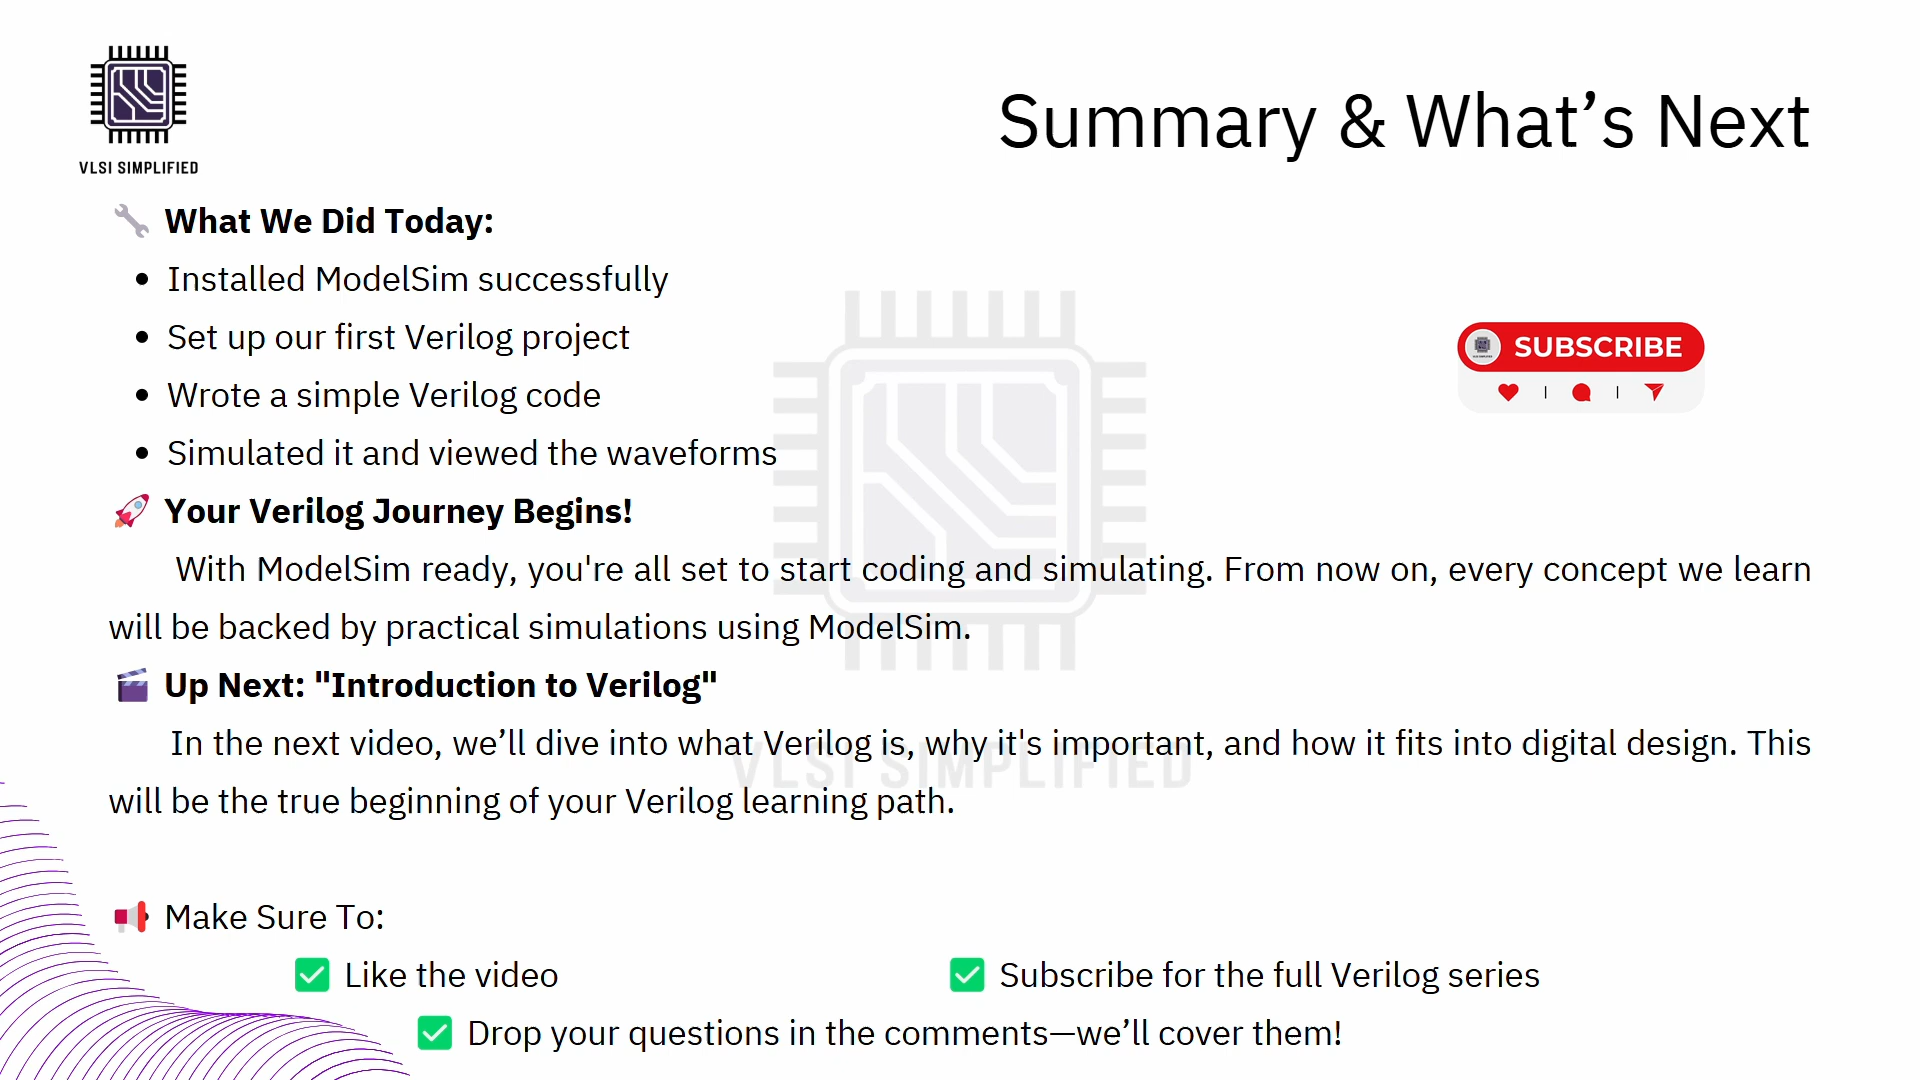 VLSI SIMPLIFIED
Summary & What’s Next
🔧 What We Did Today:
• Installed ModelSim successfully
• Set up our first Verilog project
• Wrote a simple Verilog code
• Simulated it and viewed the waveforms
SUBSCRIBE
🚀 Your Verilog Journey Begins!
With ModelSim ready, you're all set to start coding and simulating. From now on, every concept we learn
will be backed by practical simulations using ModelSim.
🎬 Up Next: "Introduction to Verilog"
In the next video, we’ll dive into what Verilog is, why it's important, and how it fits into digital design. This
VLSI SIMPLIFIED
will be the true beginning of your Verilog learning path.
📢 Make Sure To:
✅ Like the video
✅ Subscribe for the full Verilog series
✅ Drop your questions in the comments—we’ll cover them!